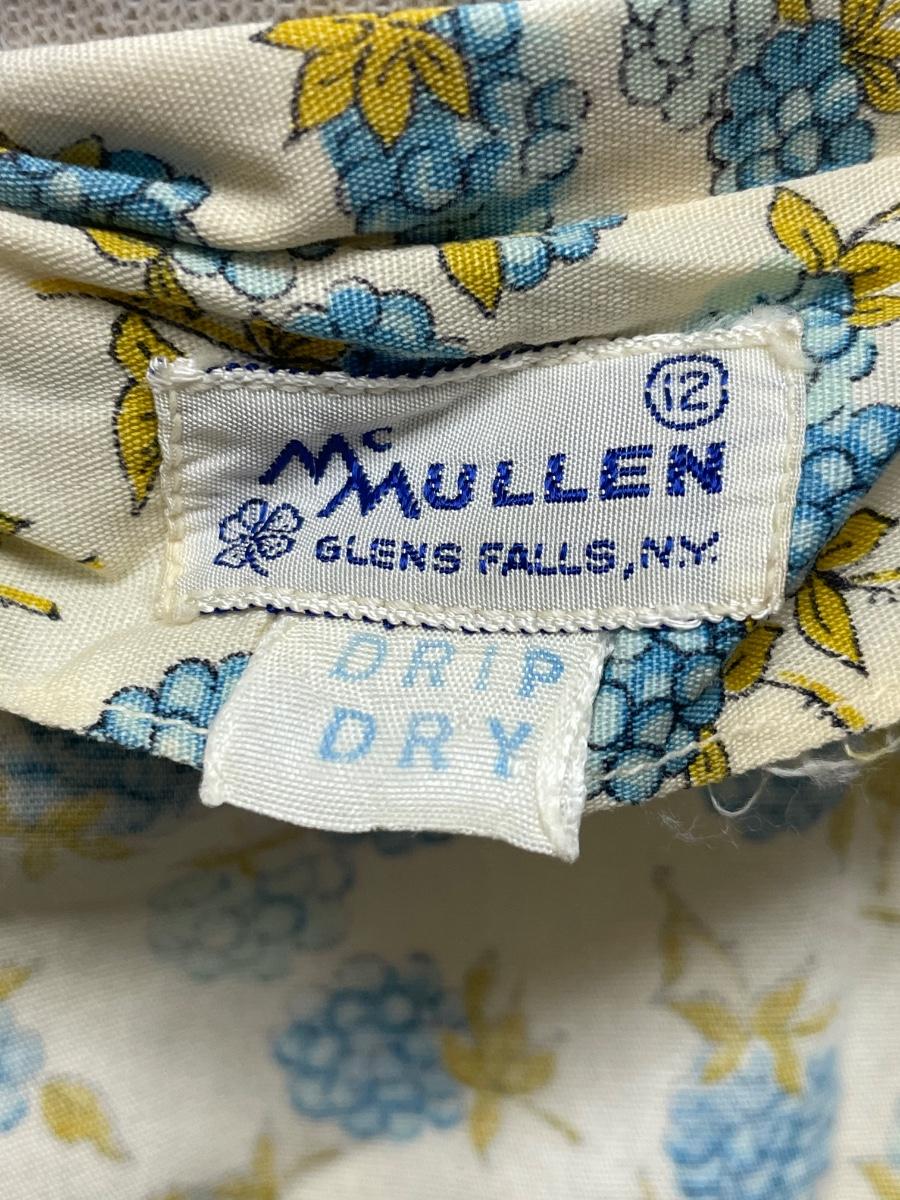 12
McMULLEN
GLENS FALLS, N.Y.
DRIP
DRY